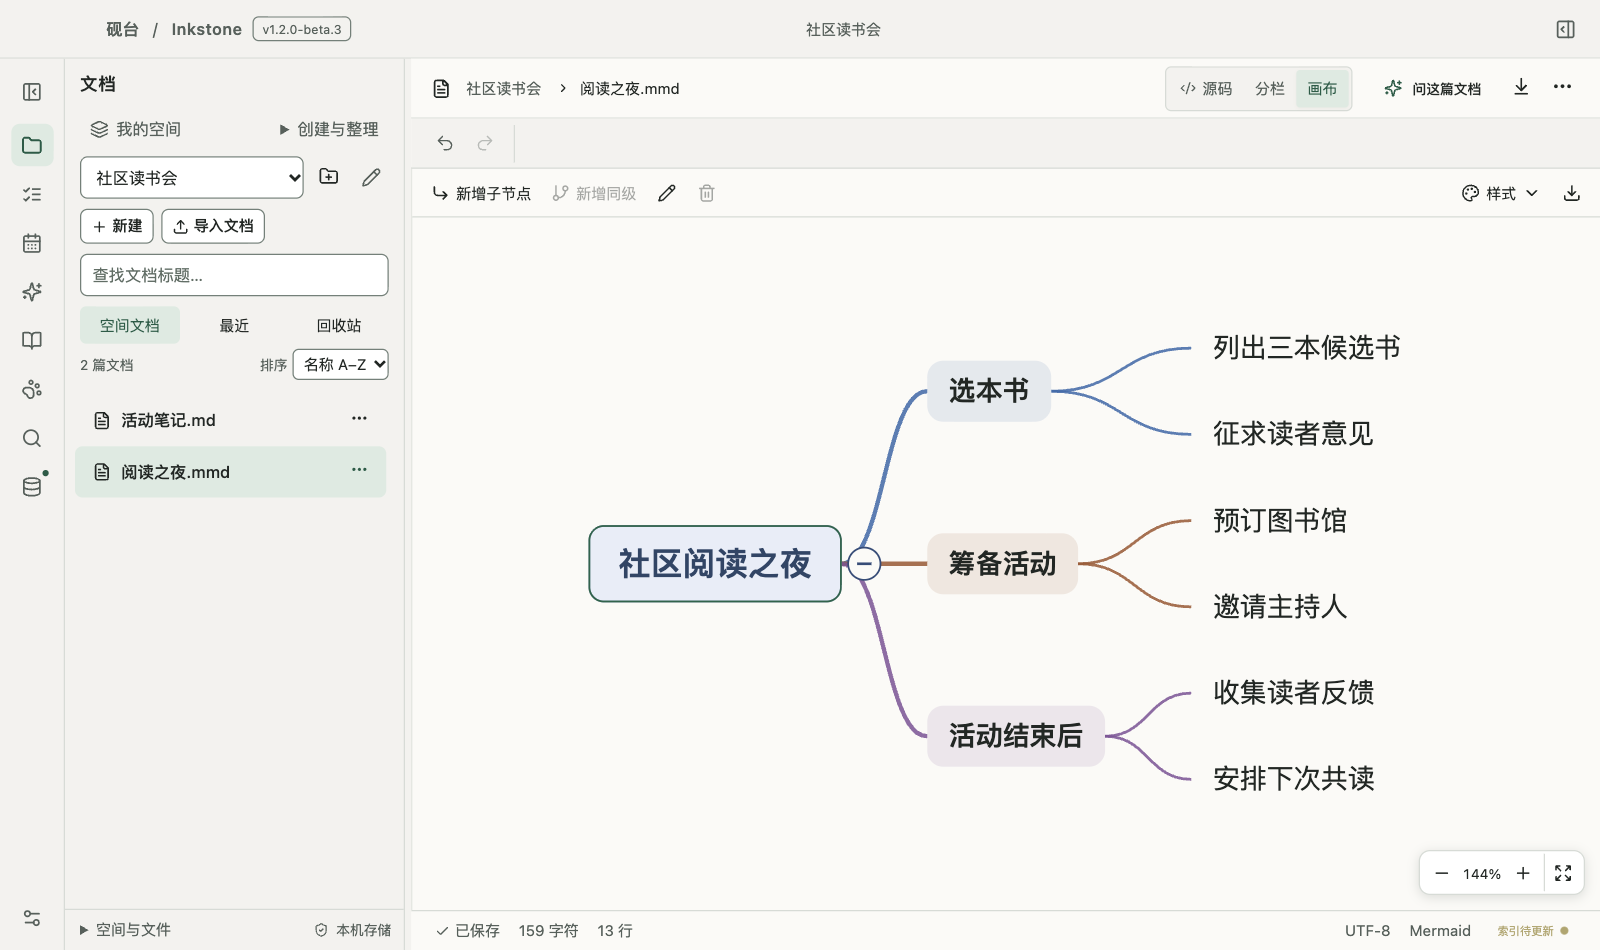 砚台 / Inkstone v1.2.0-beta.3
社区读书会
文档
我的空间
创建与整理
社区读书会
新建
导入文档
查找文档标题...
空间文档
最近
回收站
2 篇文档
排序
名称 A–Z
活动笔记.md
阅读之夜.mmd
空间与文件
本机存储
社区读书会 › 阅读之夜.mmd
源码
分栏
画布
问这篇文档
新增子节点
新增同级
样式
社区阅读之夜
选本书
列出三本候选书
征求读者意见
筹备活动
预订图书馆
邀请主持人
活动结束后
收集读者反馈
安排下次共读
144%
已保存
159 字符
13 行
UTF-8
Mermaid
索引待更新